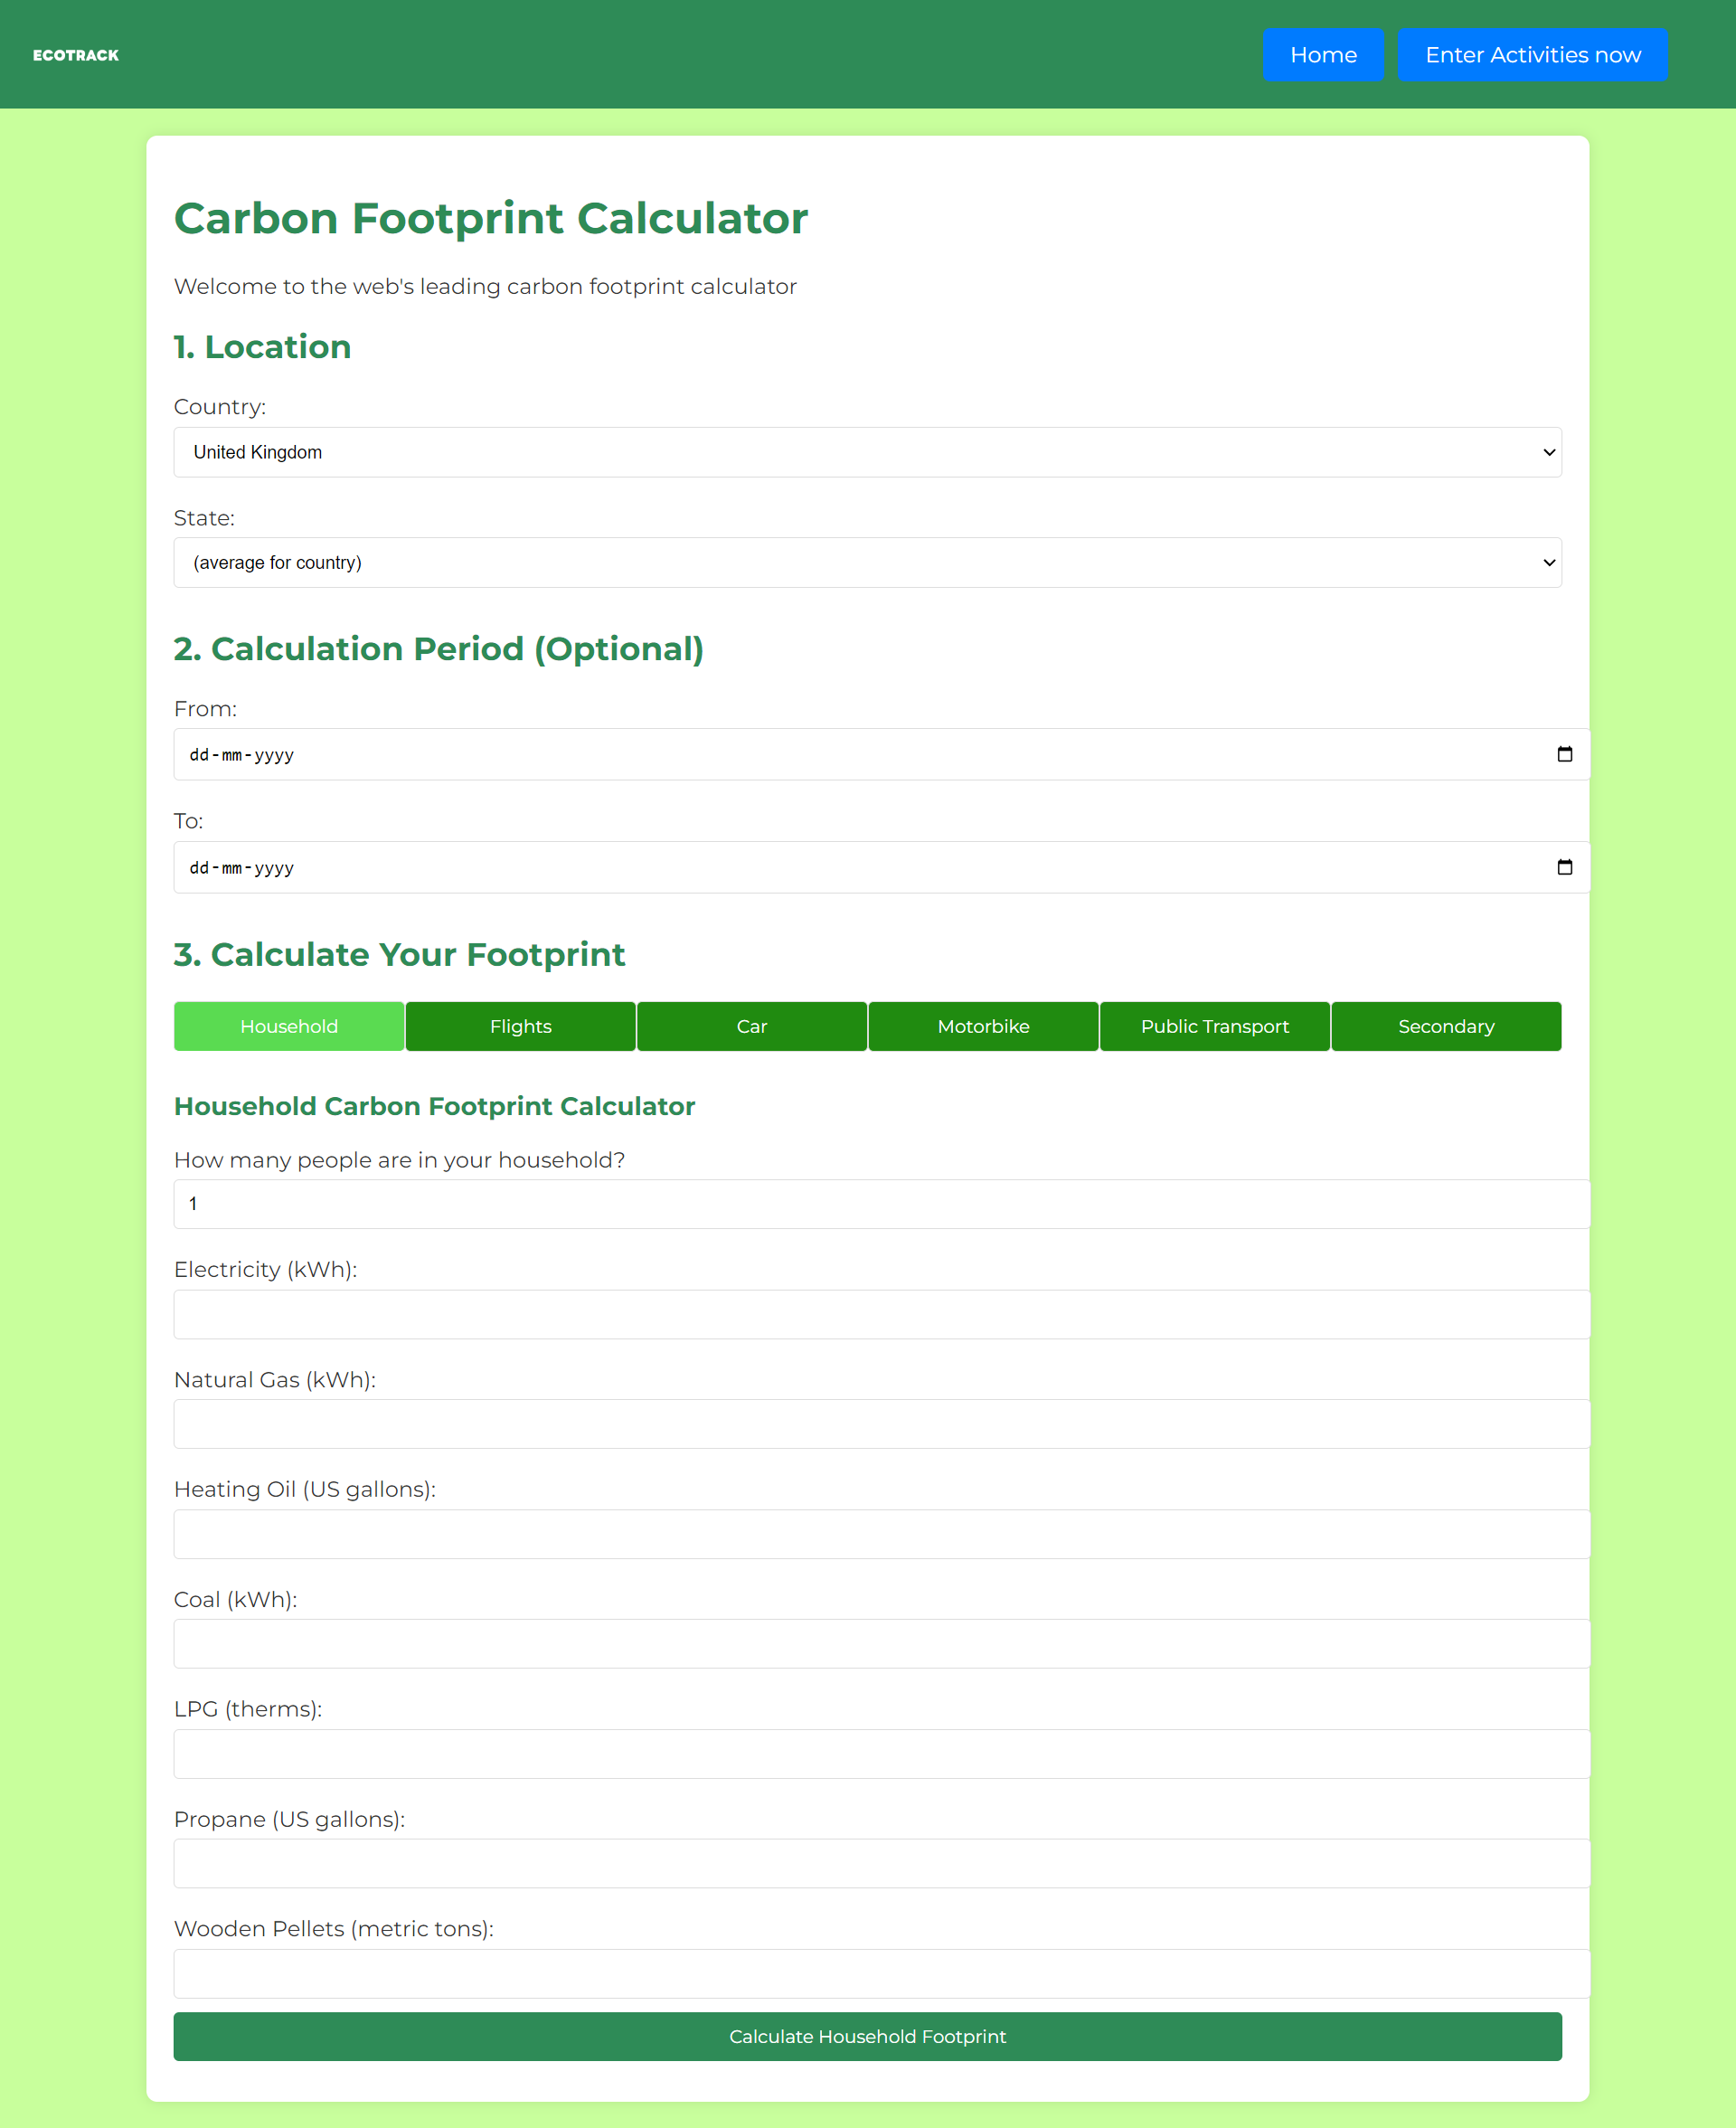 ECOTRACK
Home
Enter Activities now
Carbon Footprint Calculator
Welcome to the web's leading carbon footprint calculator
1. Location
Country:
United Kingdom
State:
(average for country)
2. Calculation Period (Optional)
From:
dd-mm-yyyy
To:
dd-mm-yyyy
3. Calculate Your Footprint
Household
Flights
Car
Motorbike
Public Transport
Secondary
Household Carbon Footprint Calculator
How many people are in your household?
1
Electricity (kWh):
Natural Gas (kWh):
Heating Oil (US gallons):
Coal (kWh):
LPG (therms):
Propane (US gallons):
Wooden Pellets (metric tons):
Calculate Household Footprint